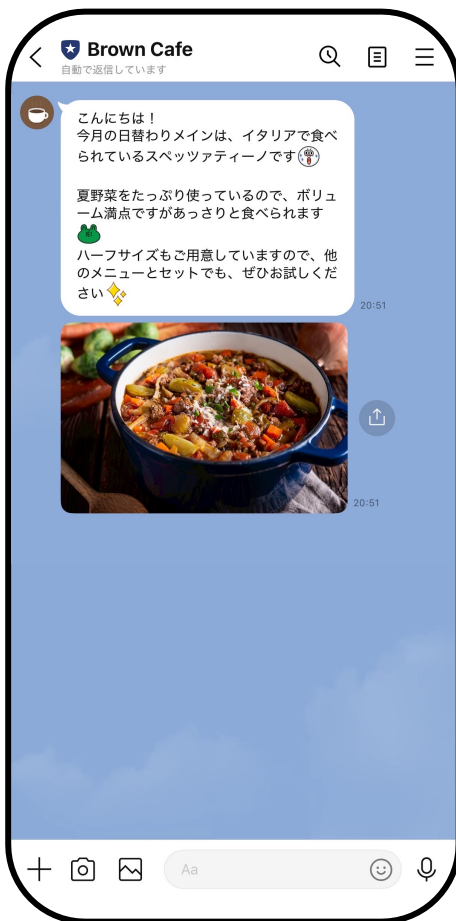 Brown Cafe
自動で返信しています
こんにちは！
今月の日替わりメインは、イタリアで食べ
られているスペッツァティーノです
夏野菜をたっぷり使っているので、ボリュ
ーム満点ですがあっさりと食べられます
ハーフサイズもご用意していますので、他
のメニューとセットでも、ぜひお試しくだ
さい
20:51
20:51
Aa